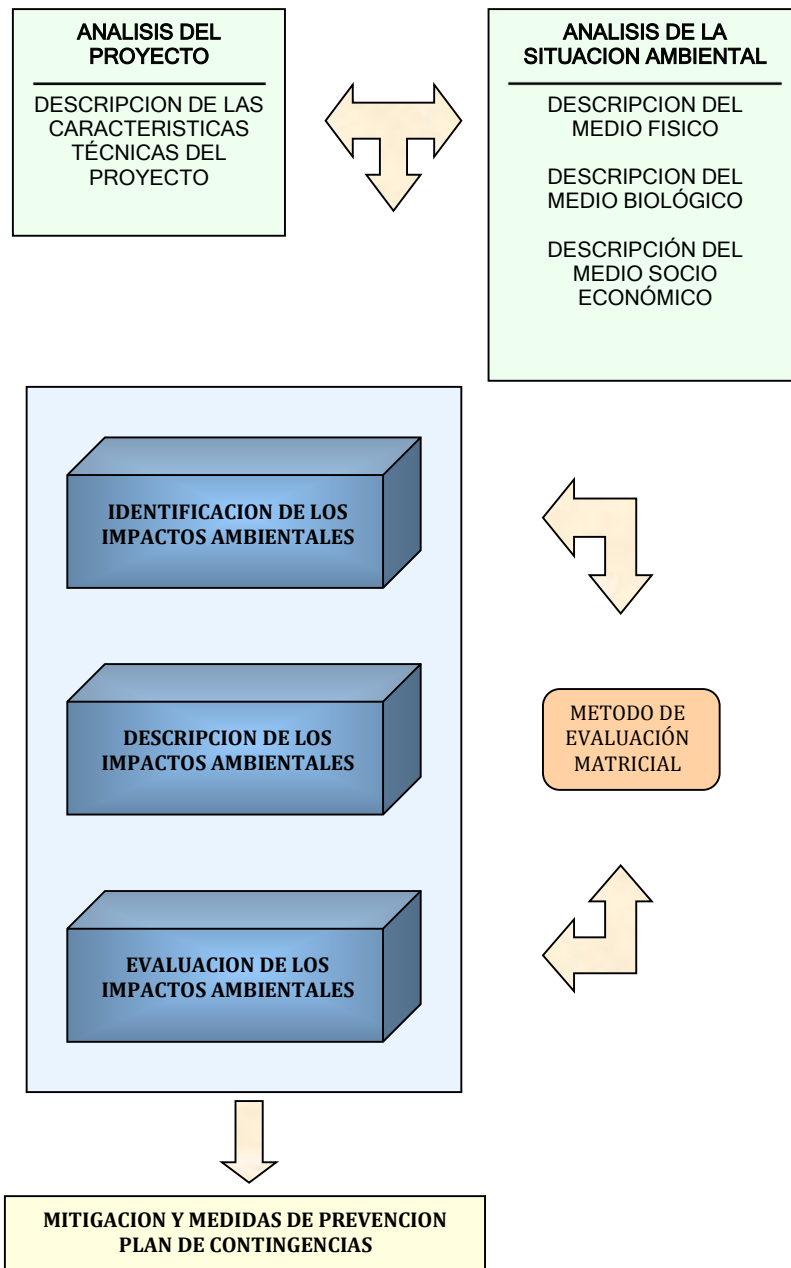 ANALISIS DEL
PROYECTO
DESCRIPCION DE LAS
CARACTERISTICAS
TÉCNICAS DEL
PROYECTO
ANALISIS DE LA
SITUACION AMBIENTAL
DESCRIPCION DEL
MEDIO FISICO
DESCRIPCION DEL
MEDIO BIOLÓGICO
DESCRIPCIÓN DEL
MEDIO SOCIO
ECONÓMICO
IDENTIFICACION DE LOS
IMPACTOS AMBIENTALES
DESCRIPCION DE LOS
IMPACTOS AMBIENTALES
METODO DE
EVALUACIÓN
MATRICIAL
EVALUACION DE LOS
IMPACTOS AMBIENTALES
MITIGACION Y MEDIDAS DE PREVENCION
PLAN DE CONTINGENCIAS